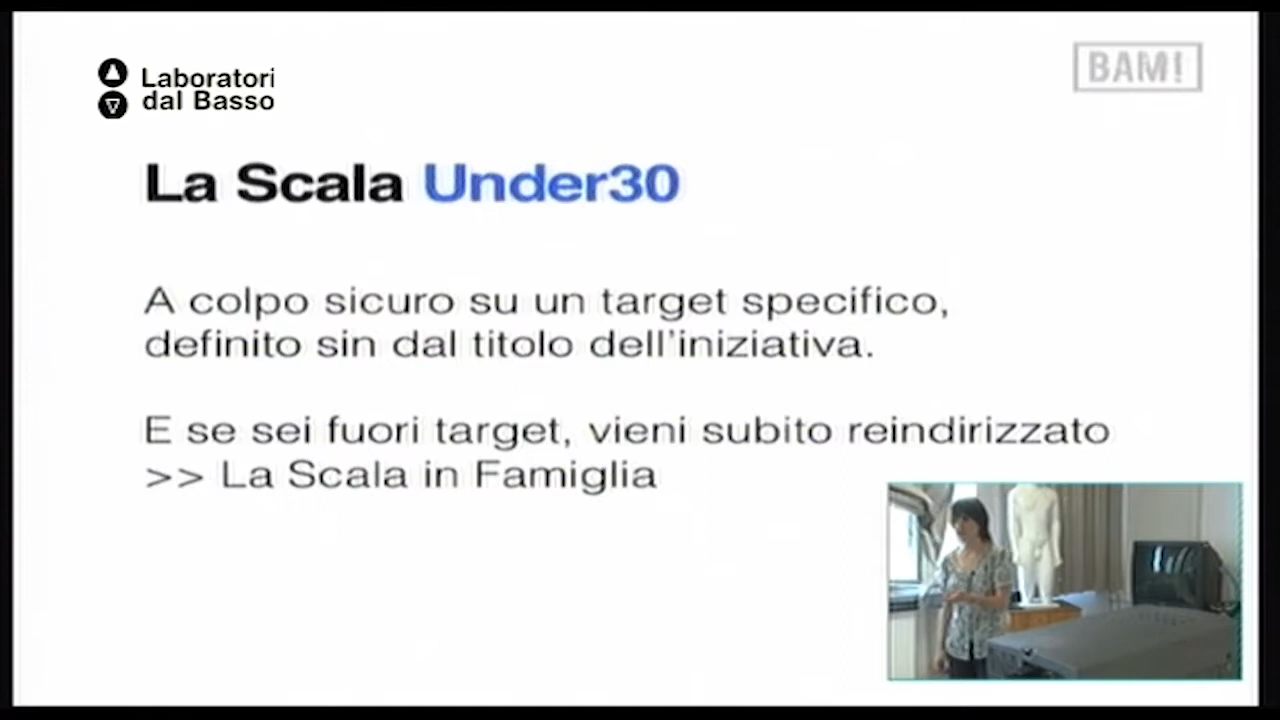 Laboratori
dal Basso
BAM!
La Scala Under30
A colpo sicuro su un target specifico,
definito sin dal titolo dell'iniziativa.
E se sei fuori target, vieni subito reindirizzato
>> La Scala in Famiglia